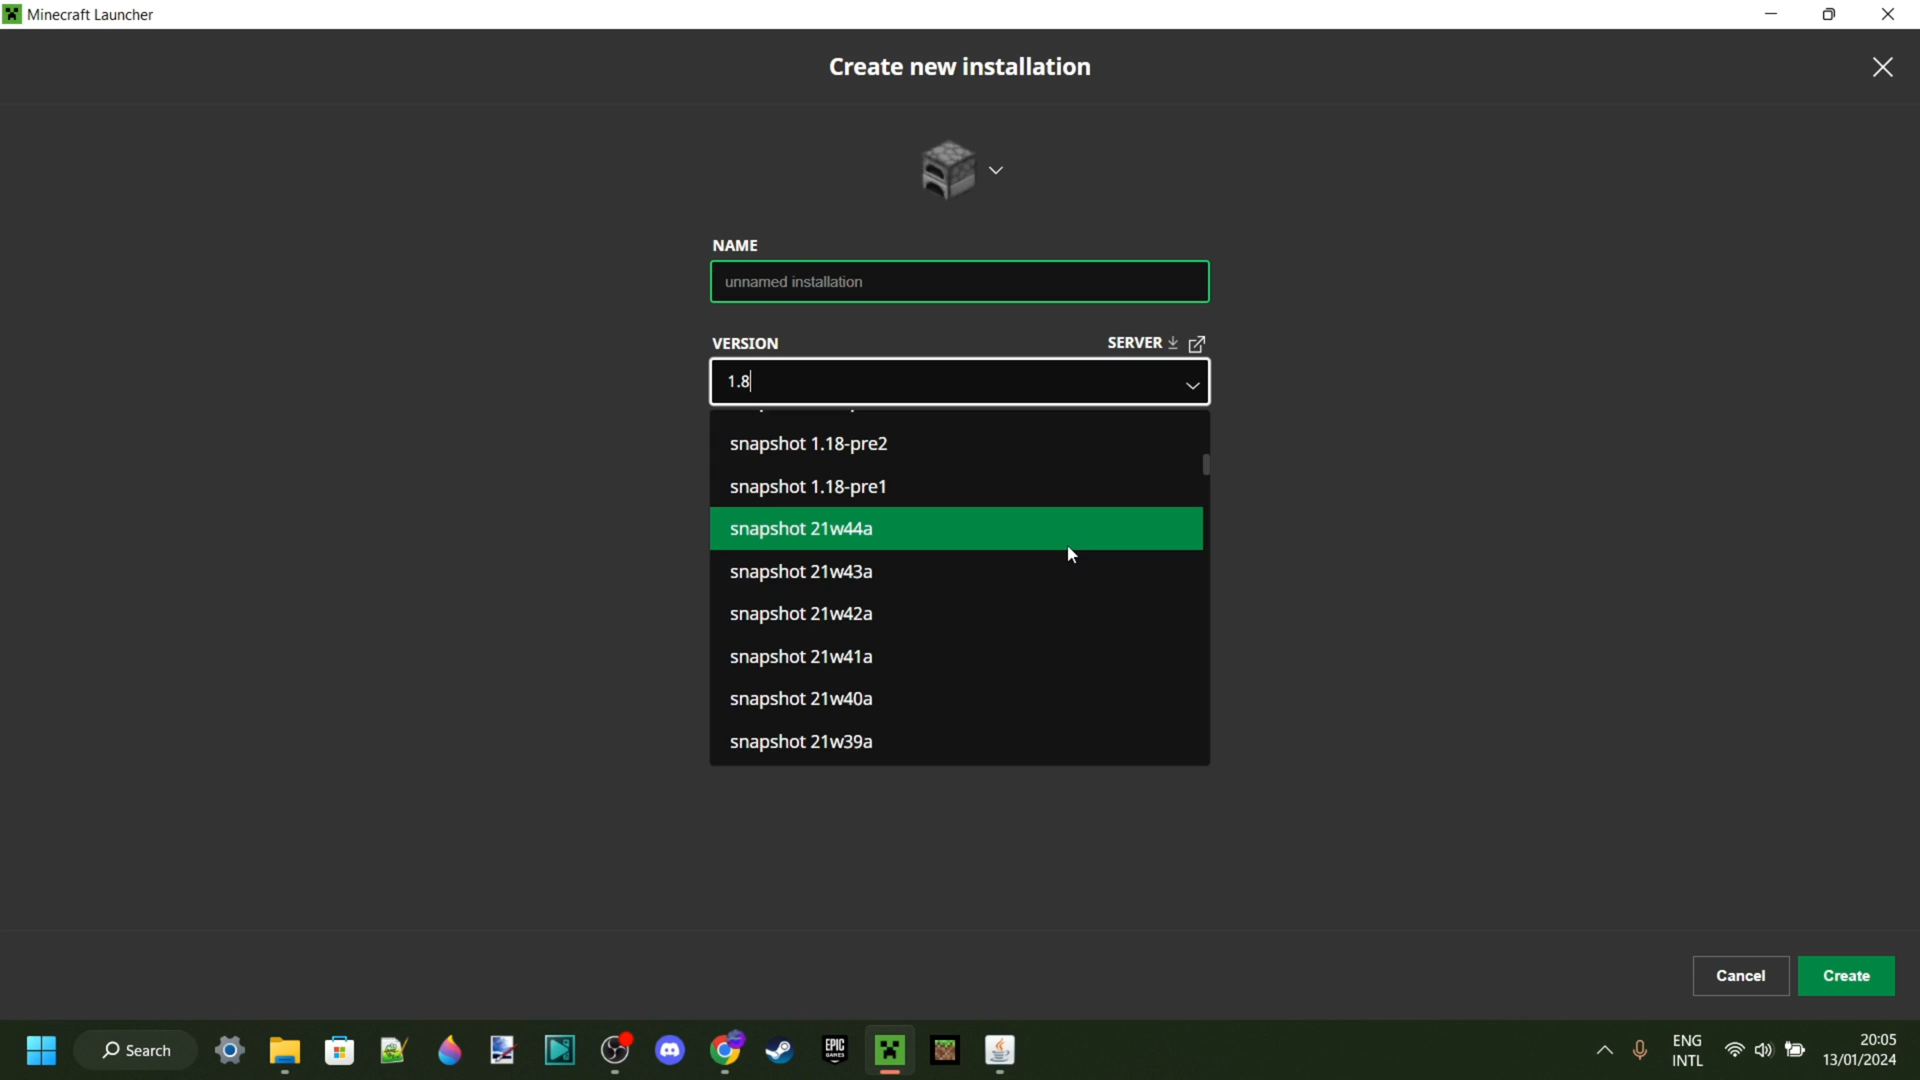 Minecraft Launcher
Create new installation
NAME
unnamed installation
VERSION
SERVER
1.8
snapshot 1.18-pre2
snapshot 1.18-pre1
snapshot 21w44a
snapshot 21w43a
snapshot 21w42a
snapshot 21w41a
snapshot 21w40a
snapshot 21w39a
Cancel
Create
Search
EPIC
GAMES
ENG
INTL
20:05
13/01/2024